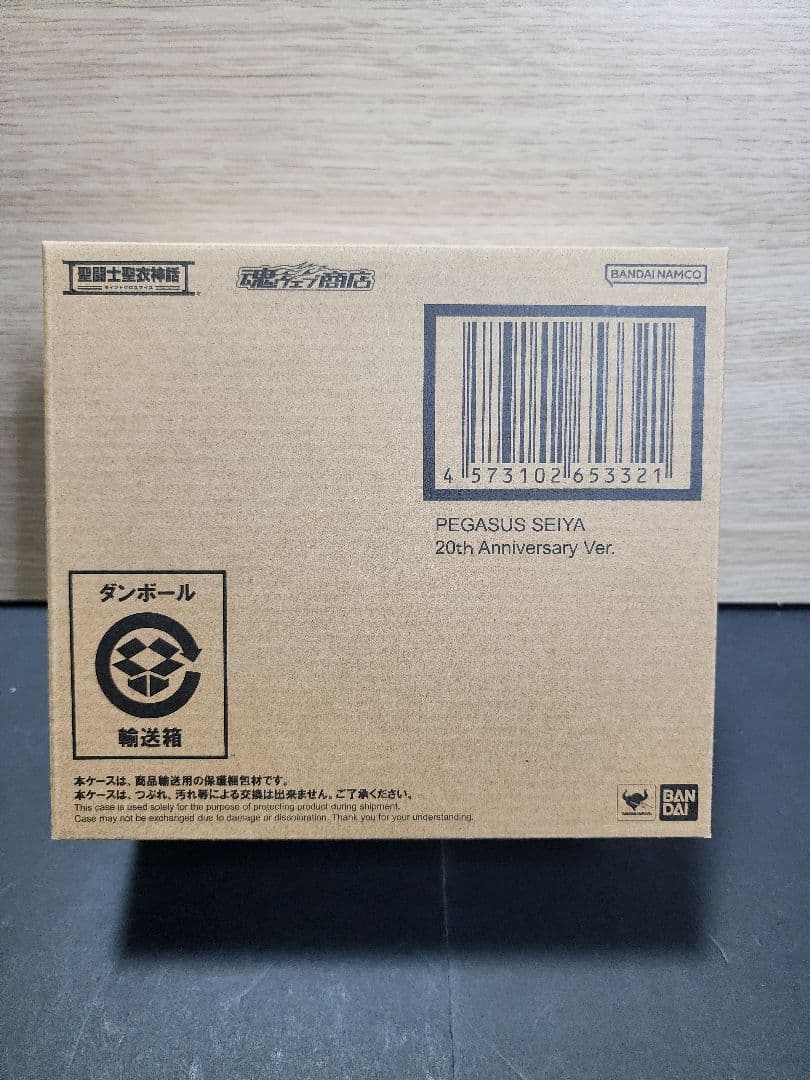 聖闘士聖衣神話
セイントクロスマイス
魂ウェブ商店
BANDAI NAMCO
4 573102 653321
PEGASUS SEIYA
20th Anniversary Ver.
ダンボール
輸送箱
本ケースは、商品輸送用の保護梱包材です。
本ケースは、つぶれ、汚れ等による交換は出来ません。ご了承ください。
This case is used solely for the purpose of protecting product during shipment.
Case may not be exchanged due to damage or discoloration. Thank you for your understanding.
TAMASHII NATIONS
BAN
DAI